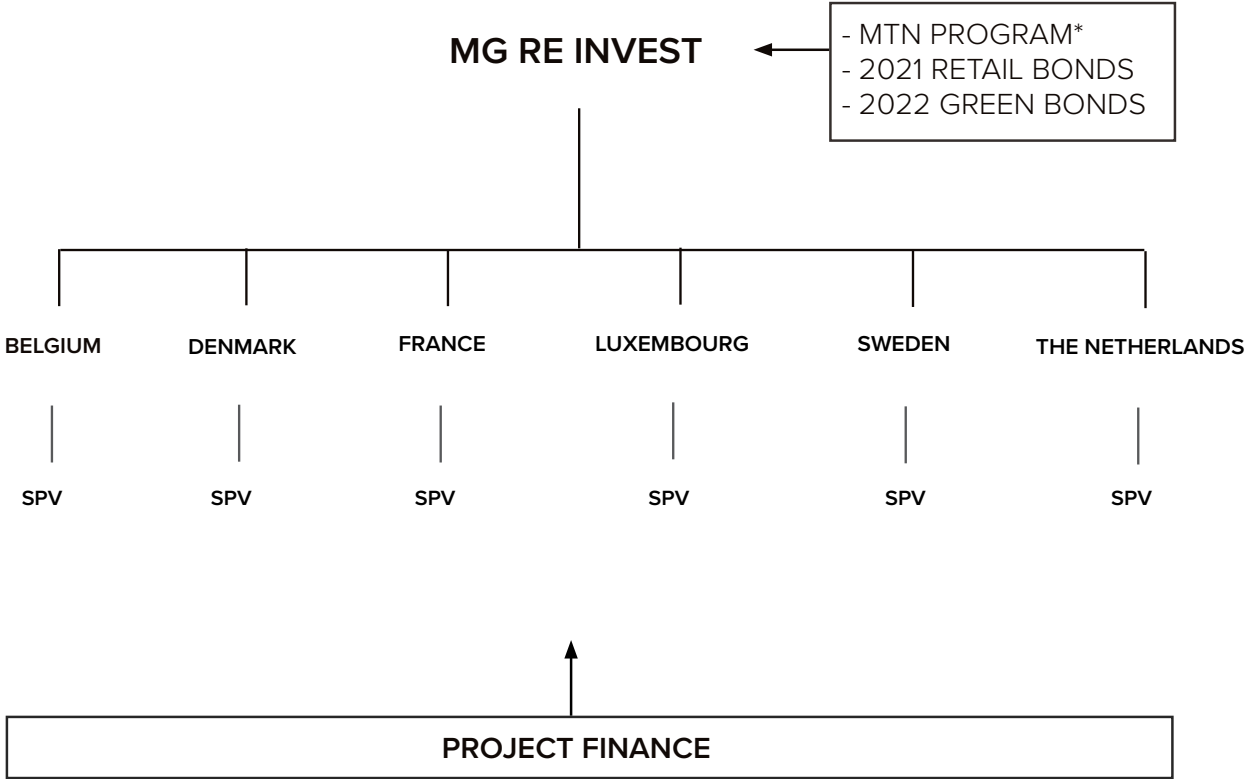 MG RE INVEST
- MTN PROGRAM*
- 2021 RETAIL BONDS
- 2022 GREEN BONDS
BELGIUM
DENMARK
FRANCE
LUXEMBOURG
SWEDEN
THE NETHERLANDS
SPV
SPV
SPV
SPV
SPV
SPV
PROJECT FINANCE